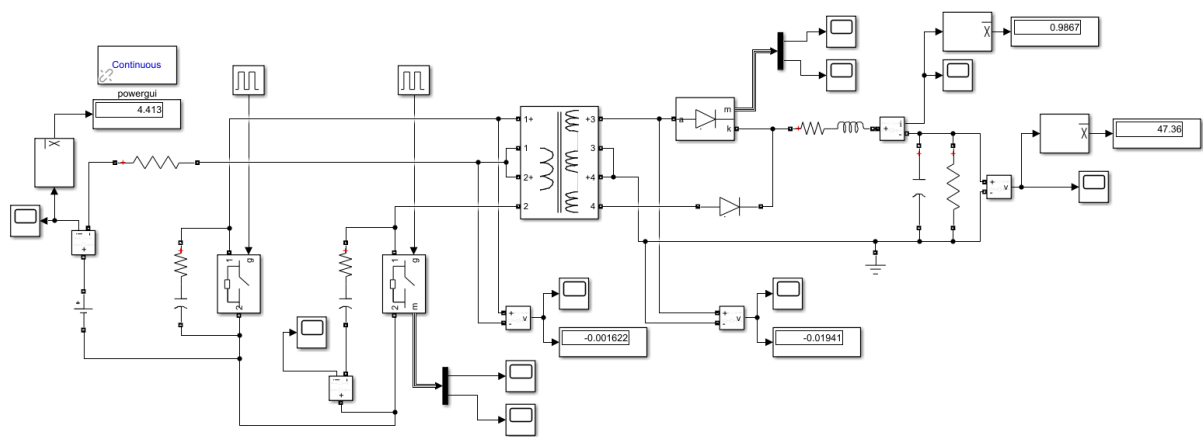 Continuous
powergui
4.413
0.9867
47.36
1+
1
2+
2
+3
3
+4
4
a
m
k
+
i
-
+
-
v
1
g
2
1
g
2
m
+
-
v
+
-
v
-0.001622
-0.01941
-
i
+
-
i
+